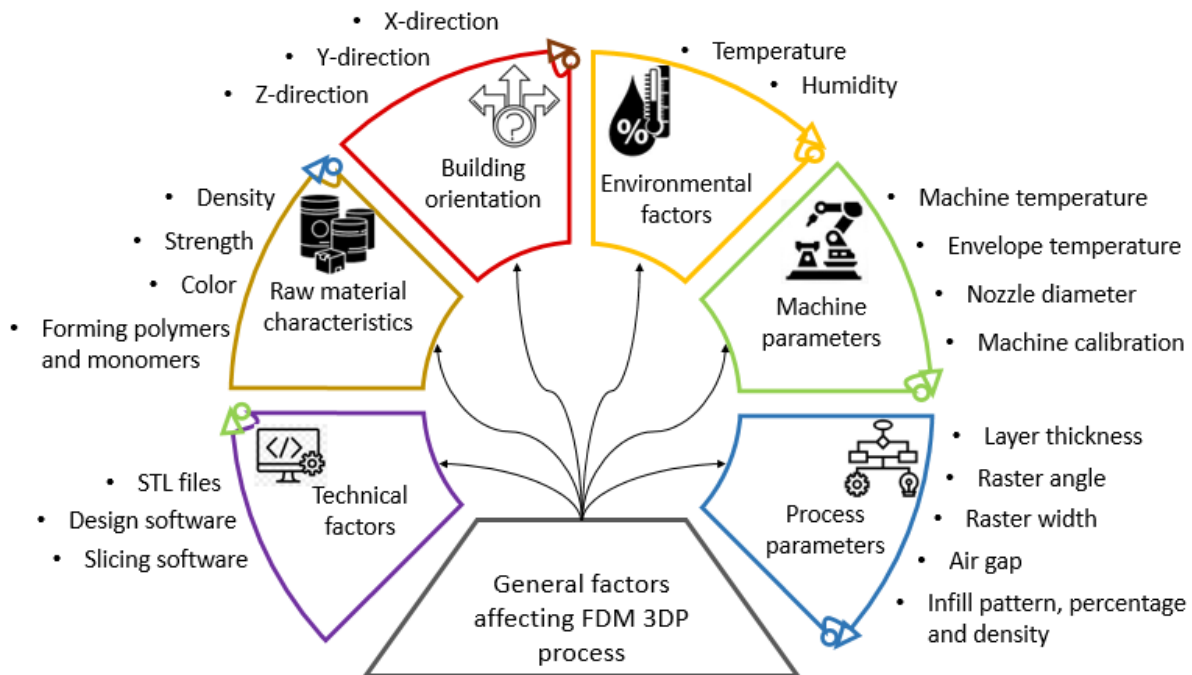 • X-direction
• Y-direction
• Z-direction
Building
orientation
• Temperature
• Humidity
%
Environmental
factors
• Density
• Strength
• Color
• Forming polymers
and monomers
Raw material
characteristics
• Machine temperature
• Envelope temperature
• Nozzle diameter
• Machine calibration
Machine
parameters
• STL files
• Design software
• Slicing software
</>
Technical
factors
• Layer thickness
• Raster angle
• Raster width
• Air gap
• Infill pattern, percentage
and density
Process
parameters
?
General factors
affecting FDM 3DP
process